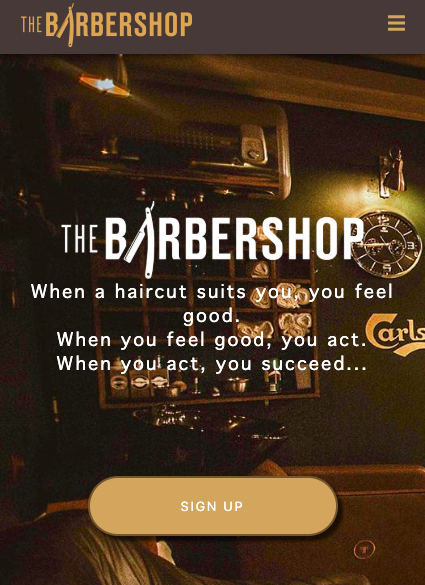 THE BARBERSHOP
THE BARBERSHOP
When a haircut suits you, you feel
good.
When you feel good, you act.
When you act, you succeed...
Carls
SIGN UP